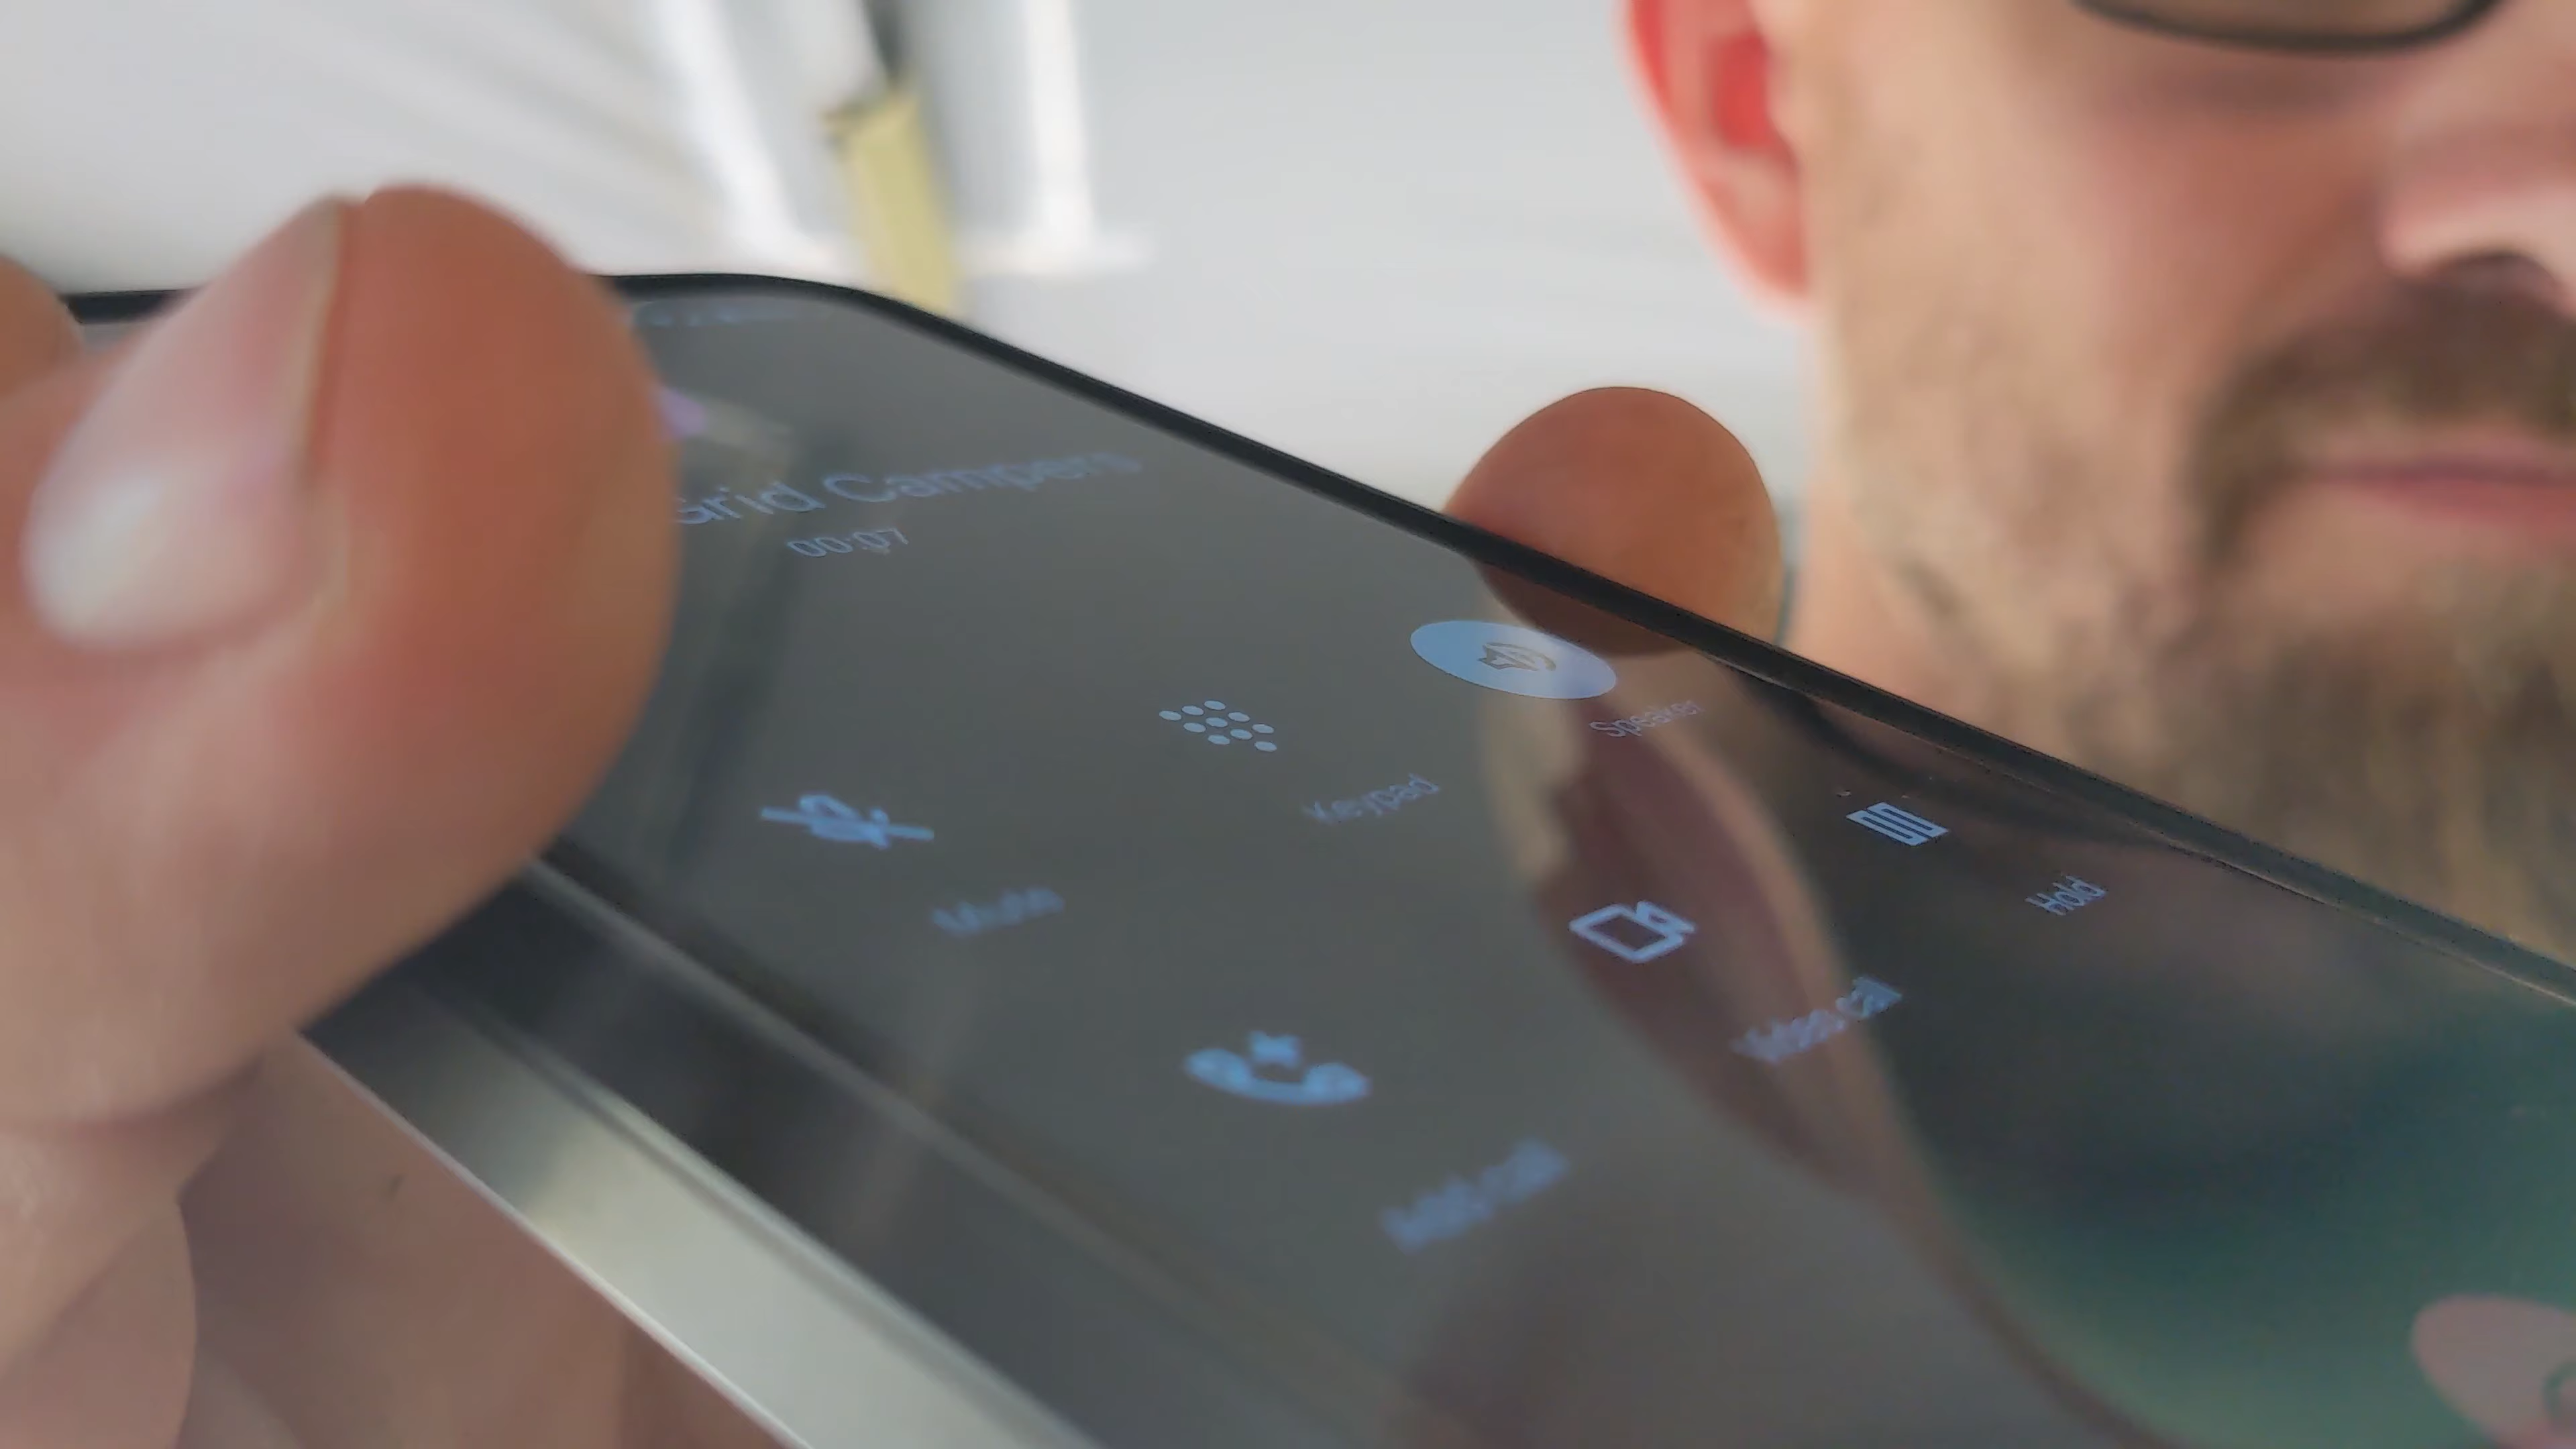 Grid Campers
00:07
Speaker
Keypad
Mute
Hold
Video call
Add call